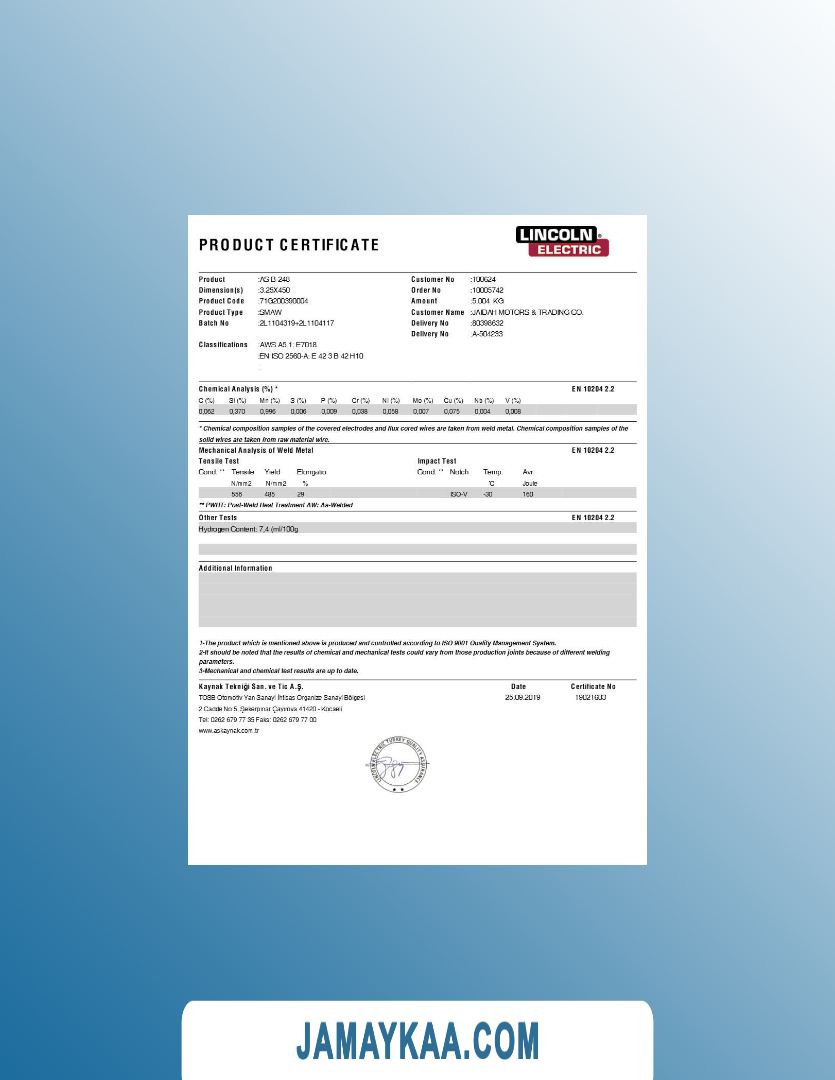 PRODUCT CERTIFICATE
LINCOLN ELECTRIC
Product :AS B-248 Customer No :100624
Dimension(s) :3.25X450 Order No :10005742
Product Code :71G200390004 Amount :5.004 KG
Product Type :SMAW Customer Name :JAIDAH MOTORS & TRADING CO.
Batch No :2L1104319+2L1104117 Delivery No :80398632
Delivery No :A-504233
Classifications :AWS A5.1: E7018
:EN ISO 2560-A: E 42 3 B 42 H10
:
Chemical Analysis (%) * EN 10204 2.2
C (%) Si (%) Mn (%) S (%) P (%) Cr (%) Ni (%) Mo (%) Cu (%) Nb (%) V (%)
0,062 0,370 0,996 0,006 0,009 0,038 0,058 0,007 0,075 0,004 0,008
* Chemical composition samples of the covered electrodes and flux cored wires are taken from weld metal. Chemical composition samples of the
solid wires are taken from raw material wire.
Mechanical Analysis of Weld Metal EN 10204 2.2
Tensile Test Impact Test
Cond. ** Tensile Yield Elongatio Cond. ** Notch Temp. Avr.
N/mm2 N/mm2 % °C Joule
556 485 29 ISO-V -30 160
** PWHT: Post-Weld Heat Treatment AW: As-Welded
Other Tests EN 10204 2.2
Hydrogen Content: 7,4 (ml/100g
Additional Information
1-The product which is mentioned above is produced and controlled according to ISO 9001 Quality Management System.
2-It should be noted that the results of chemical and mechanical tests could vary from those production joints because of different welding
parameters.
3-Mechanical and chemical test results are up to date.
Kaynak Tekniği San. ve Tic A.Ş. Date Certificate No
TOSB Otomotiv Yan Sanayi İhtisas Organize Sanayi Bölgesi 25.09.2019 19021603
2.Cadde No 5. Şekerpınar Çayırova 41420 - Kocaeli
Tel: 0262 679 77 35 Faks: 0262 679 77 00
www.askaynak.com.tr
LINCOLN ELECTRIC TURKEY QUALITY ASSURANCE
JAMAYKAA.COM